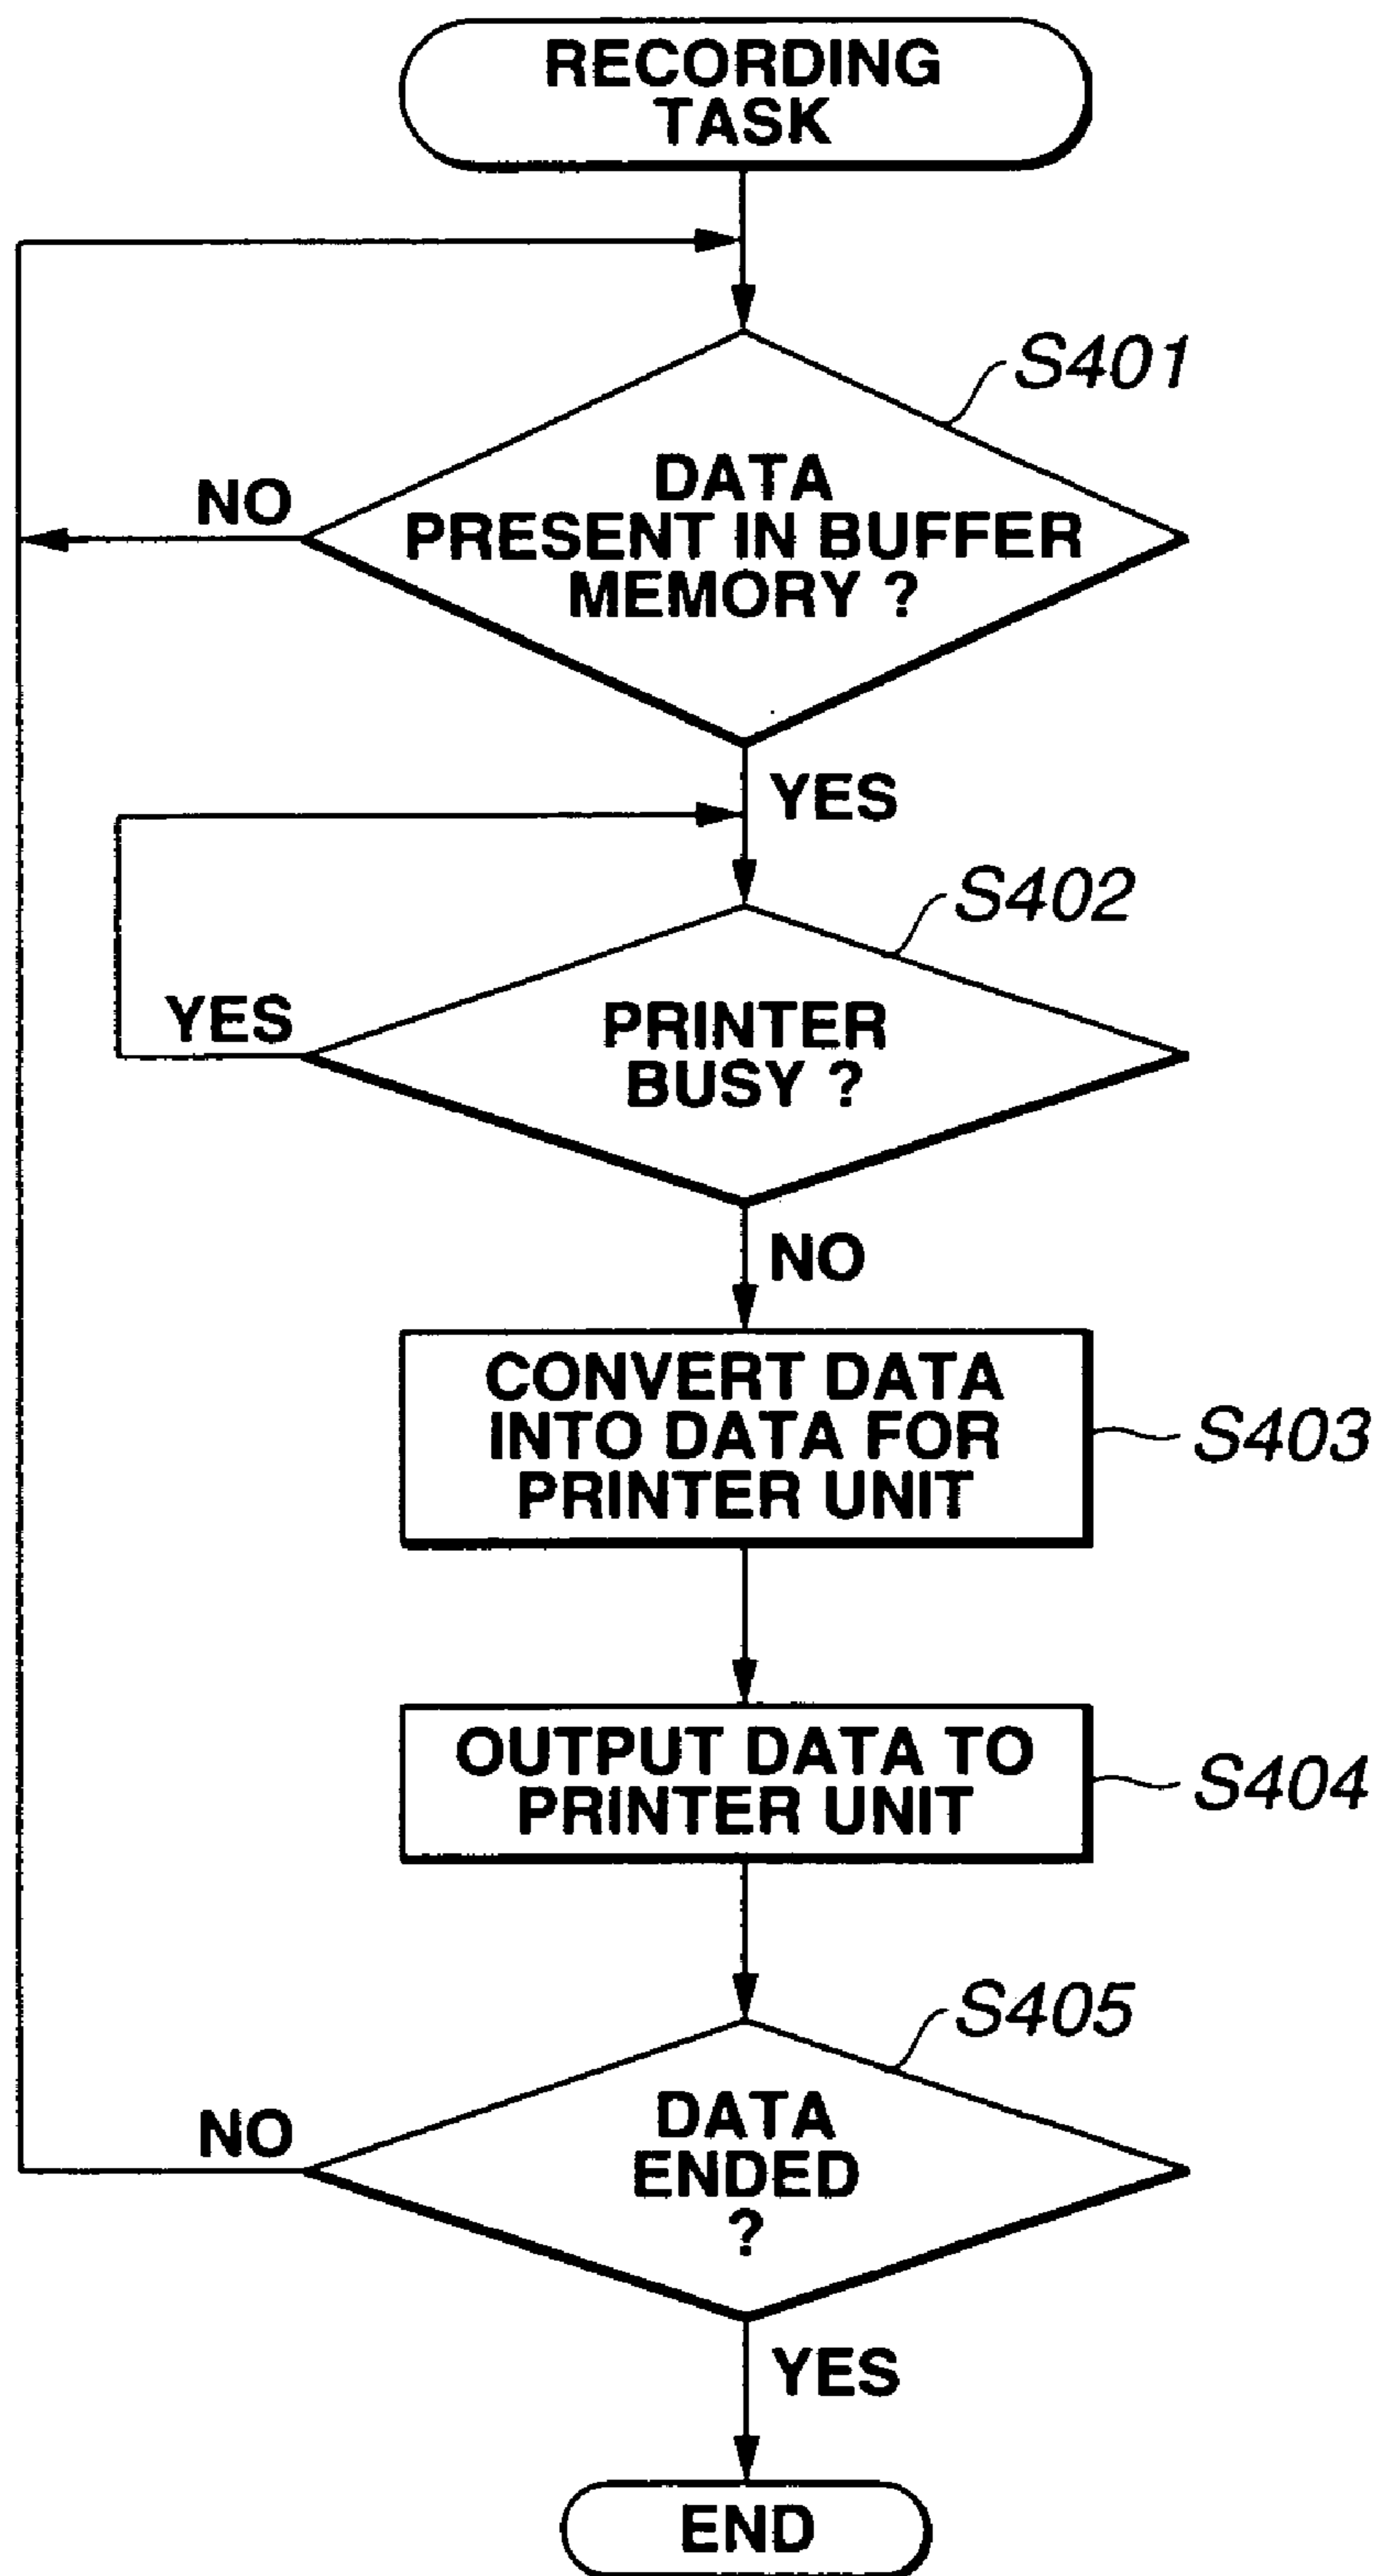 RECORDING
TASK
S401
DATA
PRESENT IN BUFFER
MEMORY ?
NO
YES
S402
PRINTER
BUSY ?
YES
NO
CONVERT DATA
INTO DATA FOR
PRINTER UNIT
S403
OUTPUT DATA TO
PRINTER UNIT
S404
S405
DATA
ENDED
?
NO
YES
END